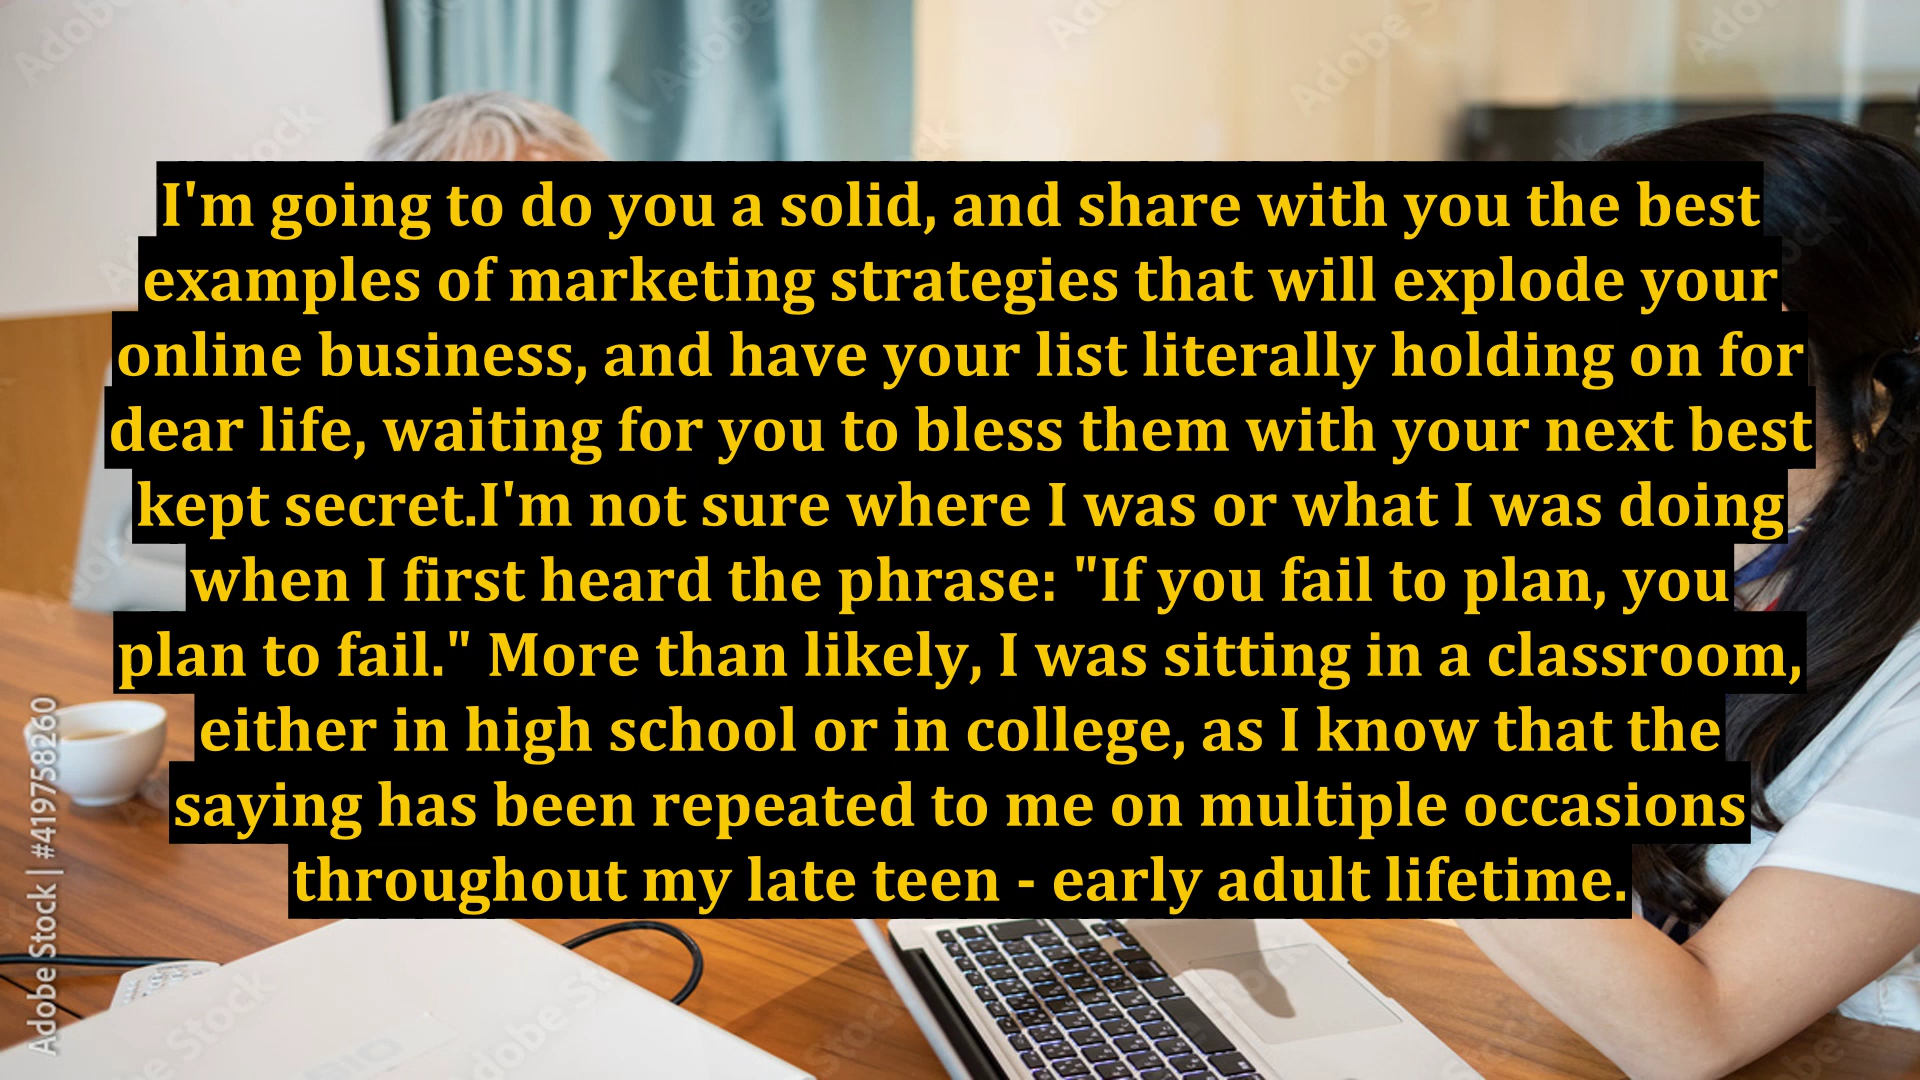 I'm going to do you a solid, and share with you the best
examples of marketing strategies that will explode your
online business, and have your list literally holding on for
dear life, waiting for you to bless them with your next best
kept secret.I'm not sure where I was or what I was doing
when I first heard the phrase: "If you fail to plan, you
plan to fail." More than likely, I was sitting in a classroom,
either in high school or in college, as I know that the
saying has been repeated to me on multiple occasions
throughout my late teen - early adult lifetime.
Adobe Stock | #419758260